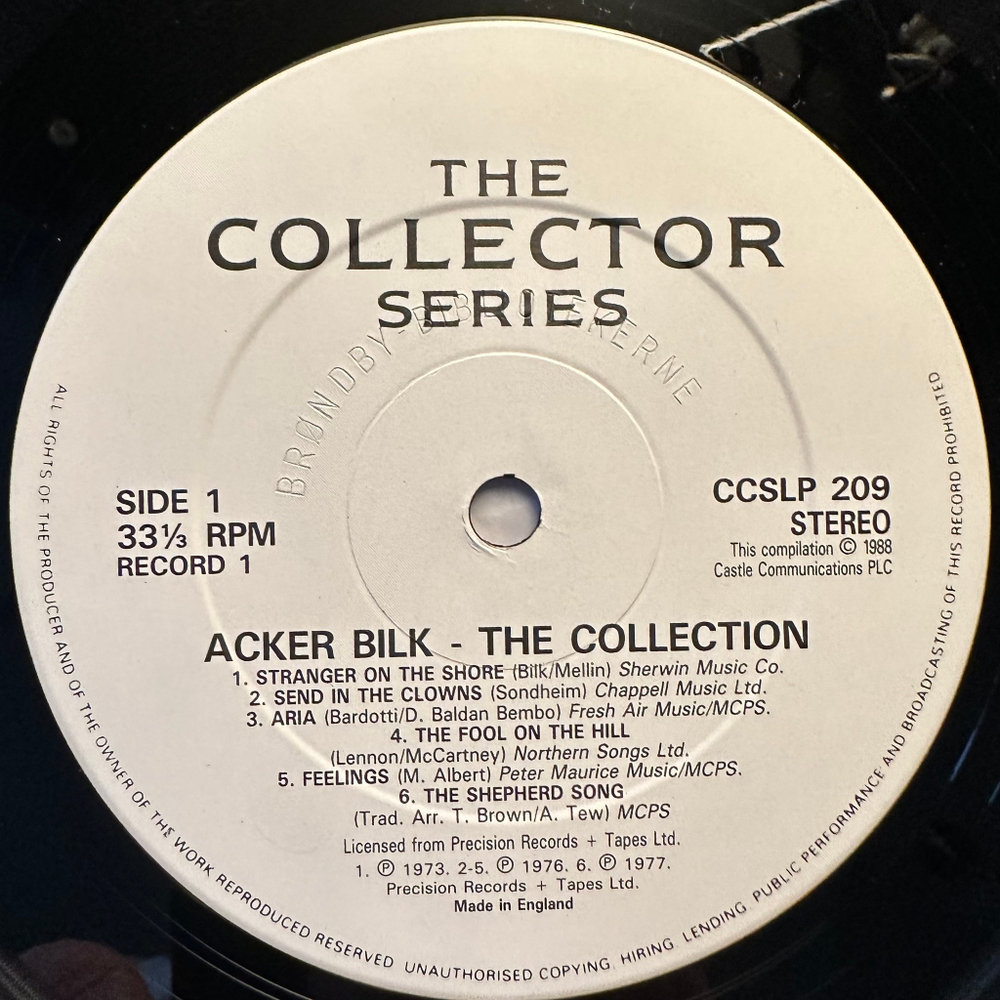 THE
COLLECTOR
SERIES
BRØNDBY-BIBLIOTEKERNE
SIDE 1
33⅓ RPM
RECORD 1
CCSLP 209
STEREO
This compilation © 1988
Castle Communications PLC
ACKER BILK - THE COLLECTION
1. STRANGER ON THE SHORE (Bilk/Mellin) Sherwin Music Co.
2. SEND IN THE CLOWNS (Sondheim) Chappell Music Ltd.
3. ARIA (Bardotti/D. Baldan Bembo) Fresh Air Music/MCPS.
4. THE FOOL ON THE HILL
(Lennon/McCartney) Northern Songs Ltd.
5. FEELINGS (M. Albert) Peter Maurice Music/MCPS.
6. THE SHEPHERD SONG
(Trad. Arr. T. Brown/A. Tew) MCPS
Licensed from Precision Records + Tapes Ltd.
1. ℗ 1973. 2-5. ℗ 1976. 6. ℗ 1977.
Precision Records + Tapes Ltd.
Made in England
ALL RIGHTS OF THE PRODUCER AND OF THE OWNER OF THE WORK REPRODUCED RESERVED UNAUTHORISED COPYING, HIRING, LENDING, PUBLIC PERFORMANCE AND BROADCASTING OF THIS RECORD PROHIBITED